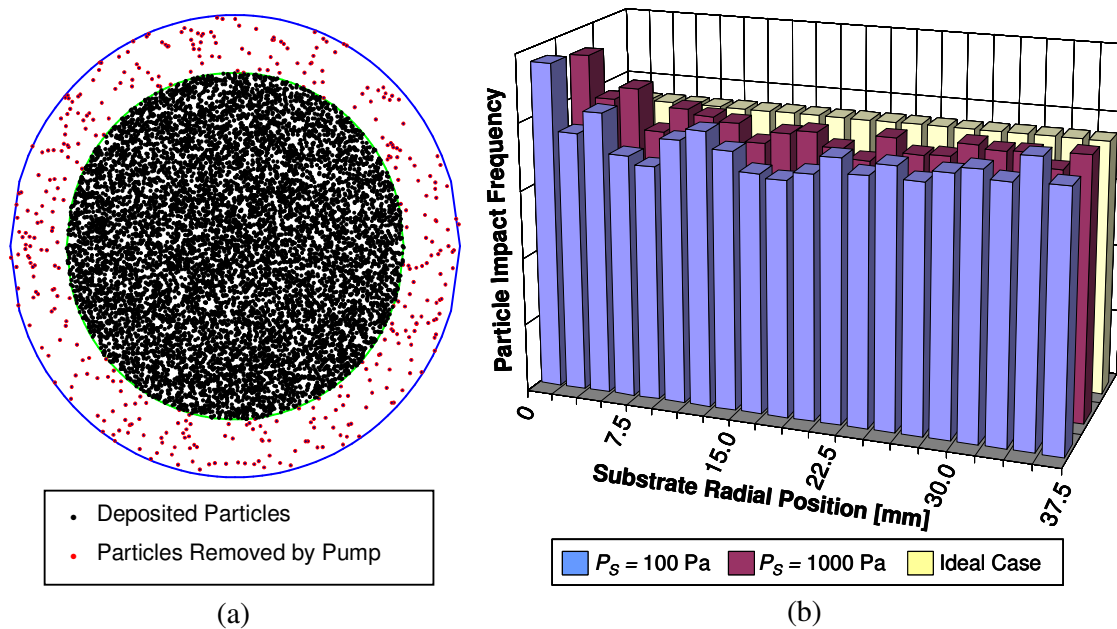 Deposited Particles
Particles Removed by Pump
(a)
Particle Impact Frequency
0
7.5
15.0
22.5
30.0
37.5
Substrate Radial Position [mm]
P_S = 100 Pa
P_S = 1000 Pa
Ideal Case
(b)